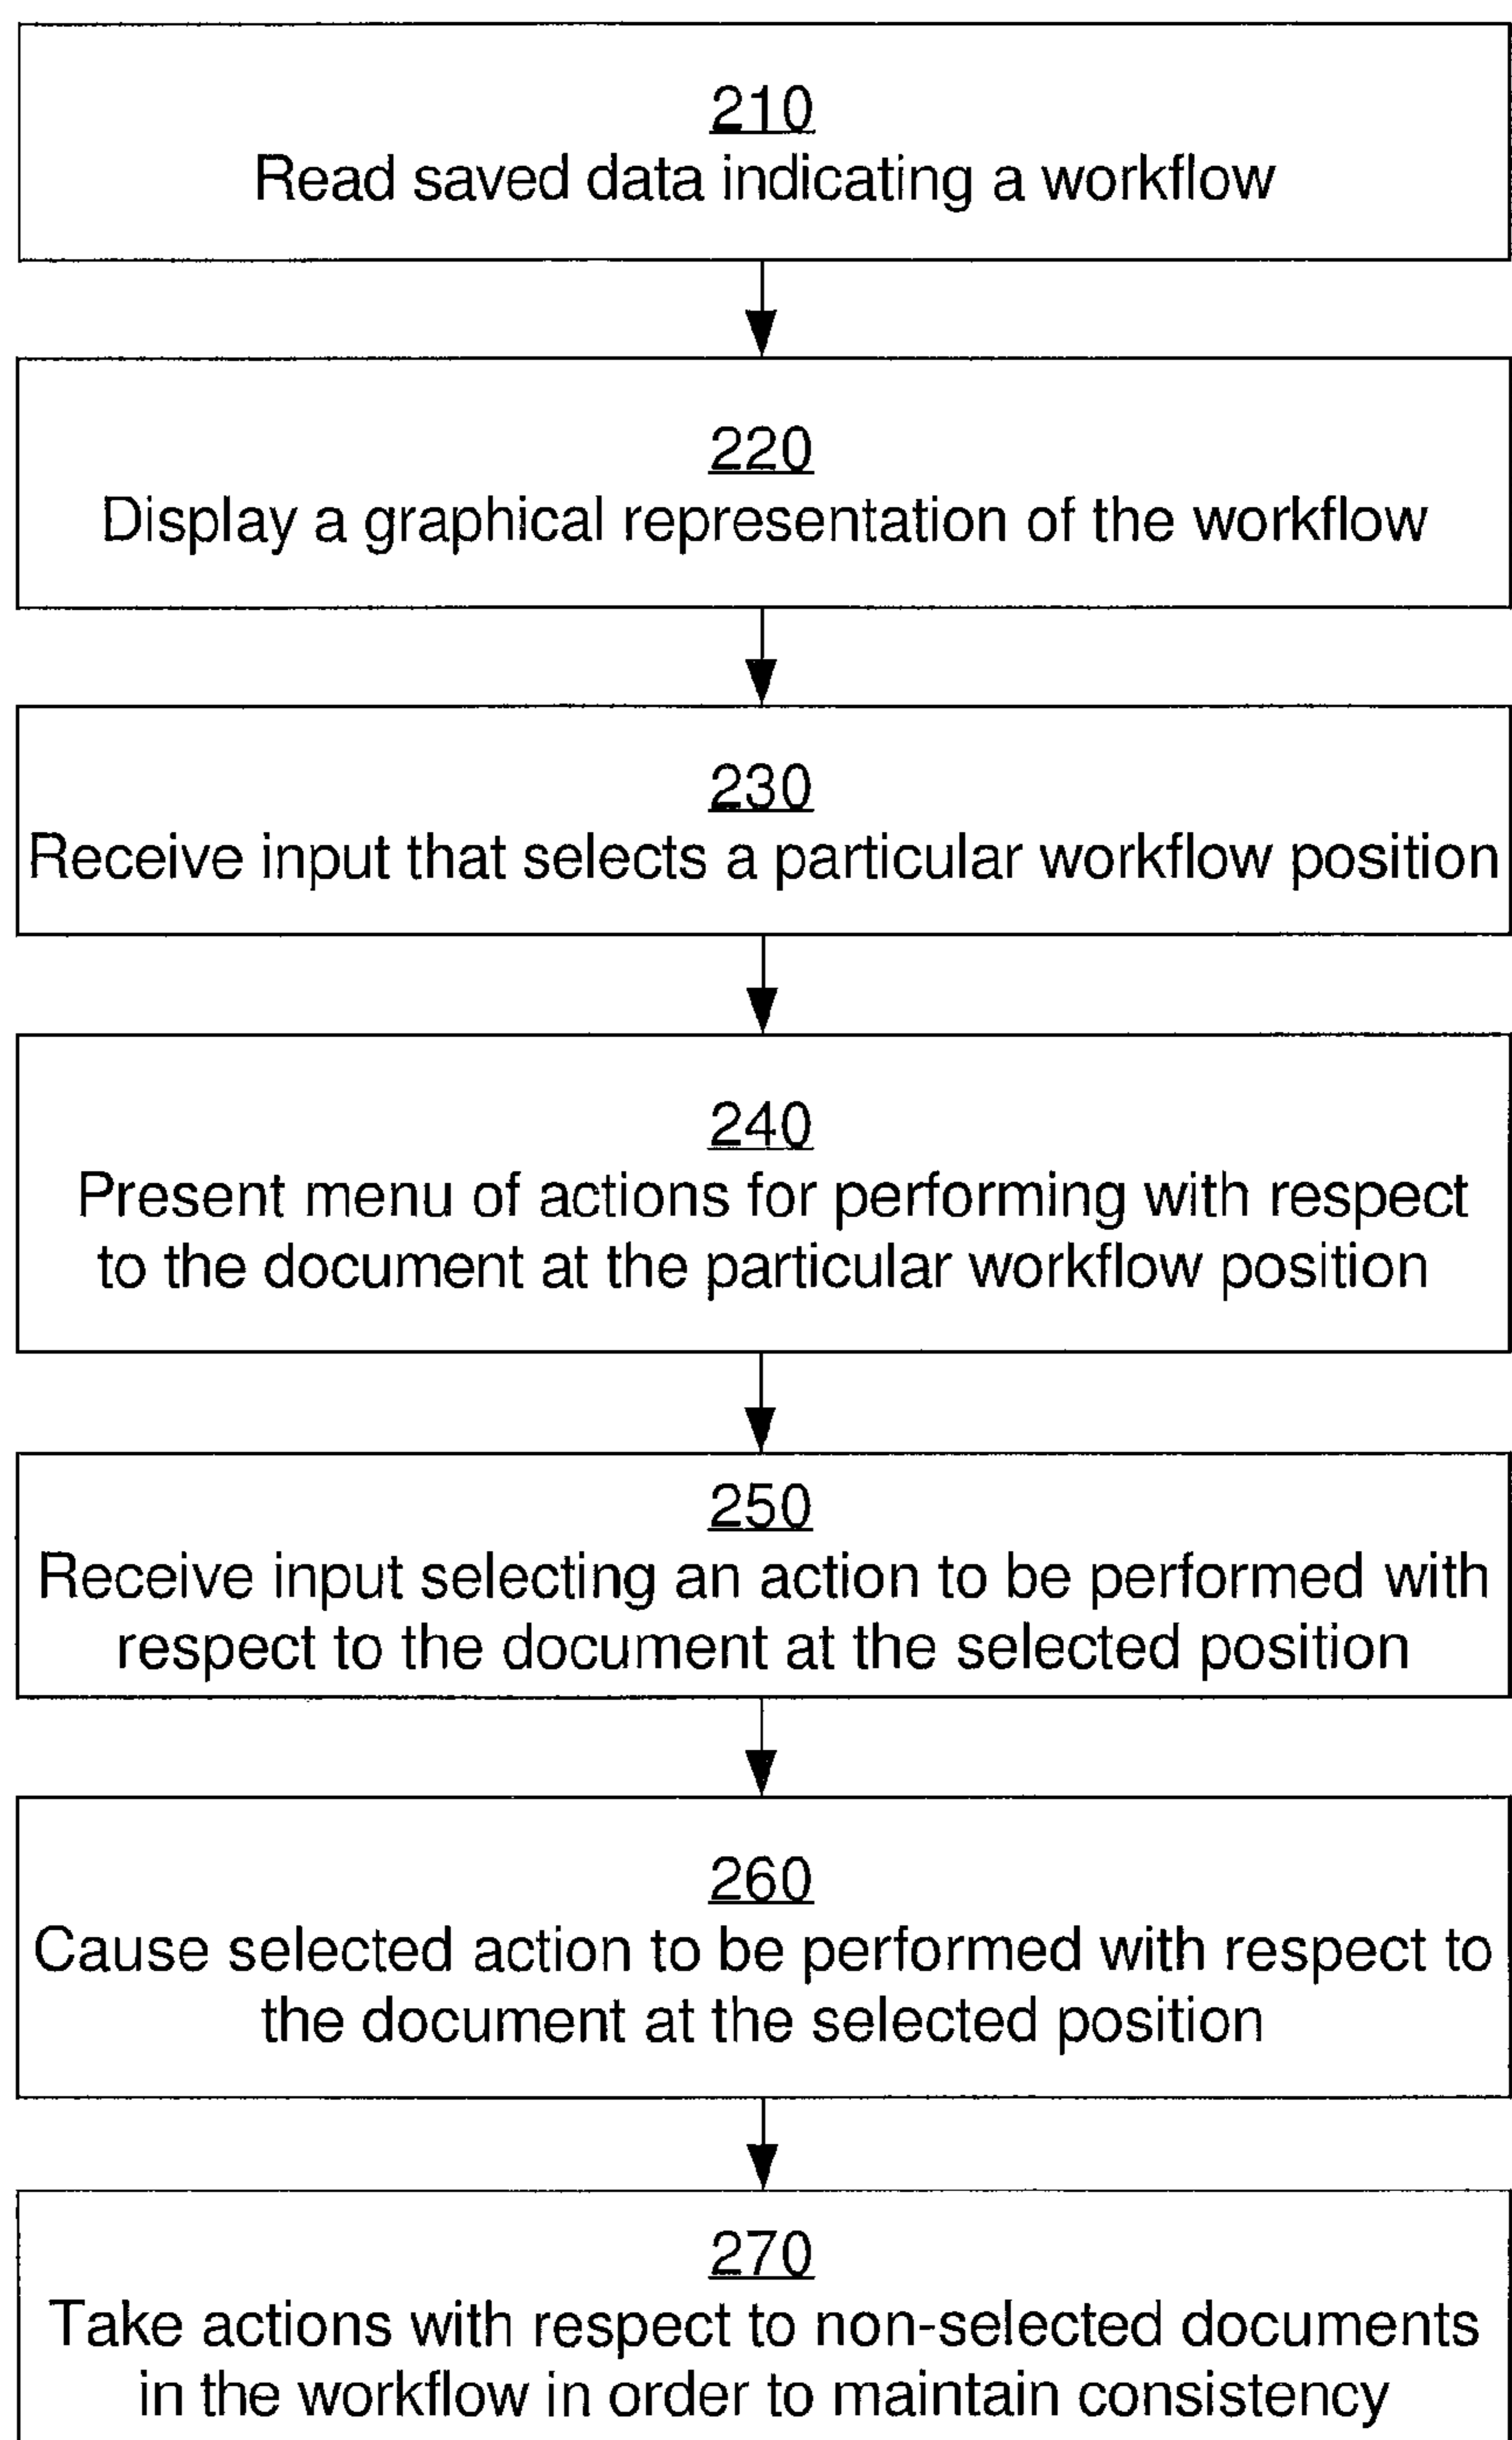 210
Read saved data indicating a workflow
220
Display a graphical representation of the workflow
230
Receive input that selects a particular workflow position
240
Present menu of actions for performing with respect
to the document at the particular workflow position
250
Receive input selecting an action to be performed with
respect to the document at the selected position
260
Cause selected action to be performed with respect to
the document at the selected position
270
Take actions with respect to non-selected documents
in the workflow in order to maintain consistency